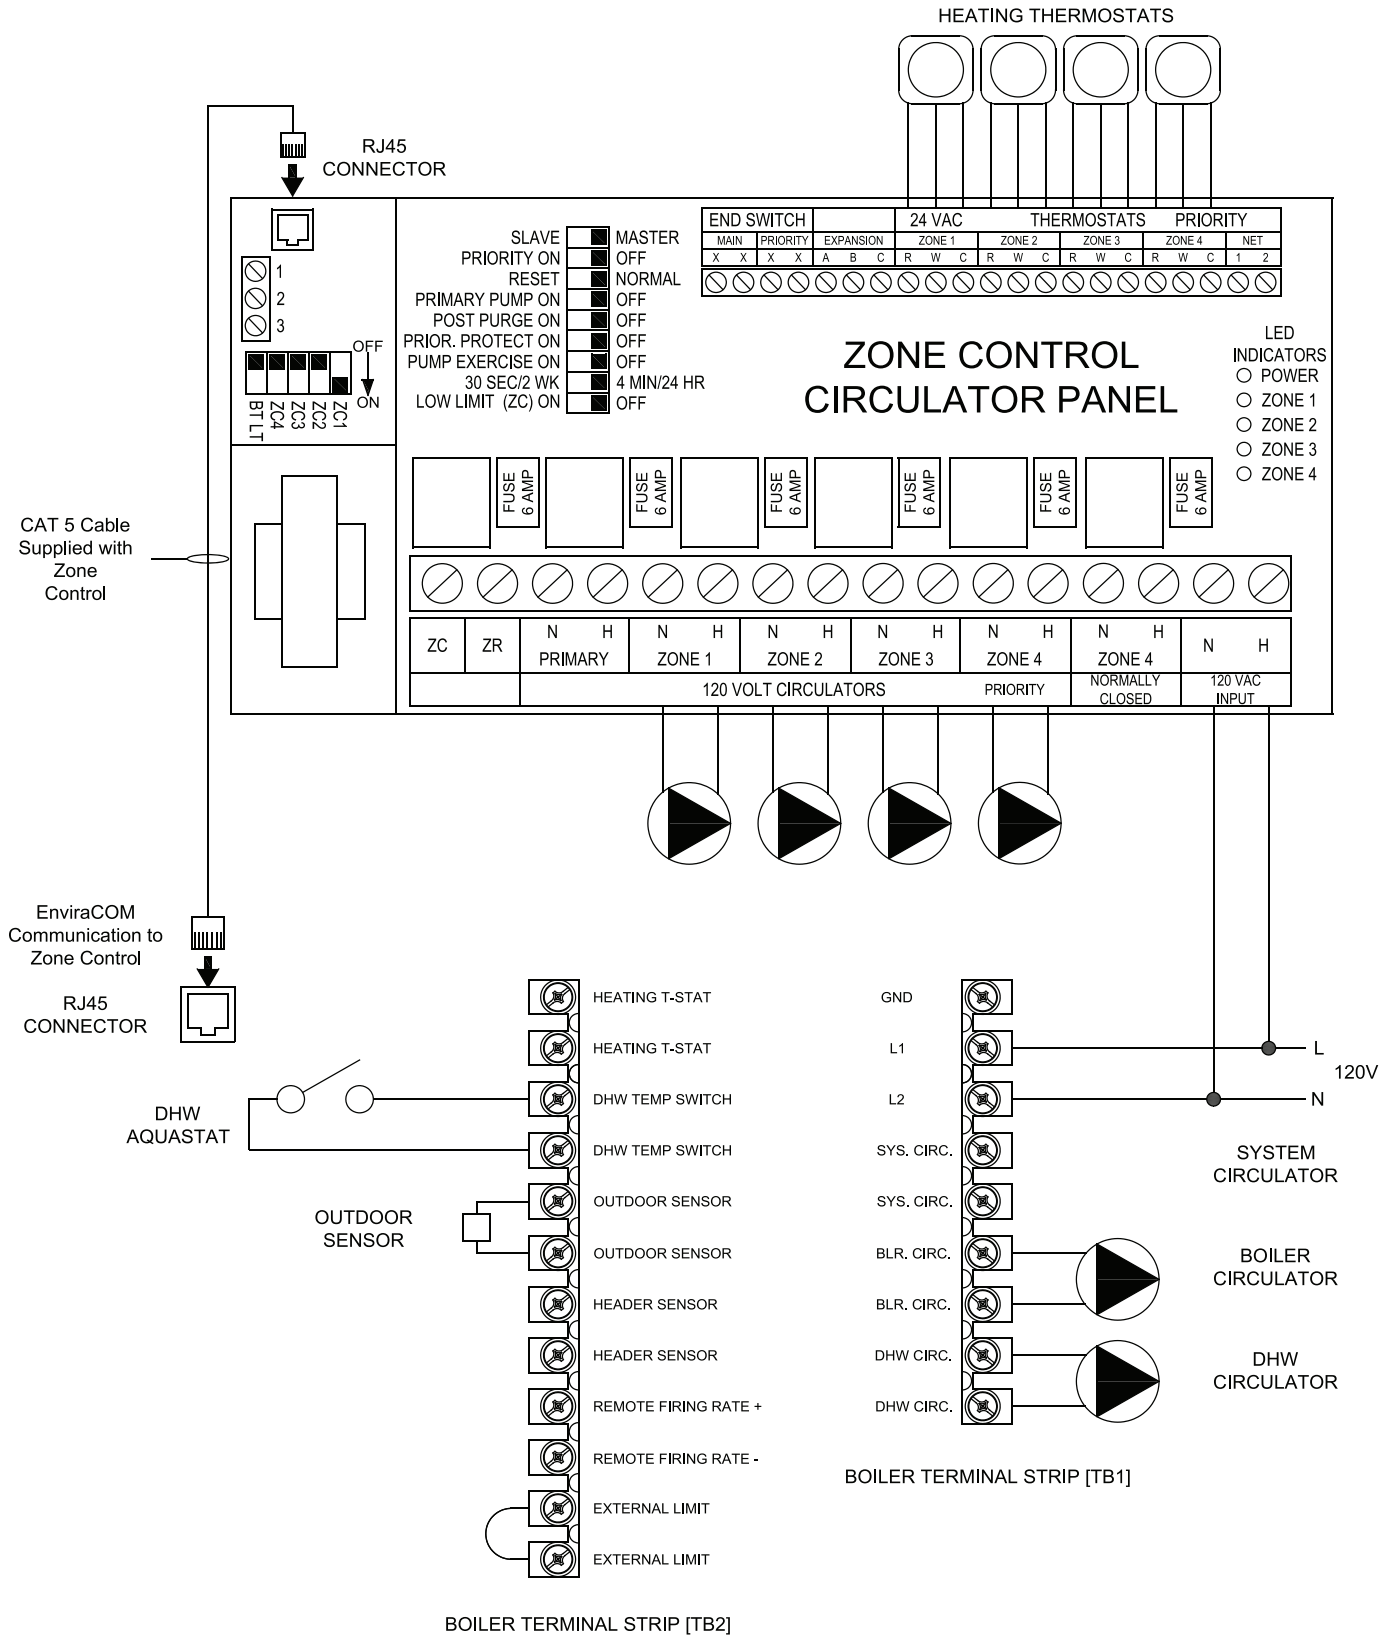 HEATING THERMOSTATS
RJ45
CONNECTOR
1
2
3
OFF
ON
BT LT
ZC4
ZC3
ZC2
ZC1
SLAVE MASTER
PRIORITY ON OFF
RESET NORMAL
PRIMARY PUMP ON OFF
POST PURGE ON OFF
PRIOR. PROTECT ON OFF
PUMP EXERCISE ON OFF
30 SEC/2 WK 4 MIN/24 HR
LOW LIMIT (ZC) ON OFF
END SWITCH 24 VAC THERMOSTATS PRIORITY
MAIN PRIORITY EXPANSION ZONE 1 ZONE 2 ZONE 3 ZONE 4 NET
X X X X A B C R W C R W C R W C R W C 1 2
ZONE CONTROL
CIRCULATOR PANEL
LED
INDICATORS
POWER
ZONE 1
ZONE 2
ZONE 3
ZONE 4
FUSE
6 AMP
FUSE
6 AMP
FUSE
6 AMP
FUSE
6 AMP
FUSE
6 AMP
FUSE
6 AMP
CAT 5 Cable
Supplied with
Zone
Control
ZC ZR N H N H N H N H N H N H N H
PRIMARY ZONE 1 ZONE 2 ZONE 3 ZONE 4 ZONE 4
120 VOLT CIRCULATORS PRIORITY
NORMALLY
CLOSED
120 VAC
INPUT
EnviraCOM
Communication to
Zone Control
RJ45
CONNECTOR
DHW
AQUASTAT
OUTDOOR
SENSOR
HEATING T-STAT
HEATING T-STAT
DHW TEMP SWITCH
DHW TEMP SWITCH
OUTDOOR SENSOR
OUTDOOR SENSOR
HEADER SENSOR
HEADER SENSOR
REMOTE FIRING RATE +
REMOTE FIRING RATE -
EXTERNAL LIMIT
EXTERNAL LIMIT
BOILER TERMINAL STRIP [TB2]
GND
L1
L2
SYS. CIRC.
SYS. CIRC.
BLR. CIRC.
BLR. CIRC.
DHW CIRC.
DHW CIRC.
BOILER TERMINAL STRIP [TB1]
L
120V
N
SYSTEM
CIRCULATOR
BOILER
CIRCULATOR
DHW
CIRCULATOR